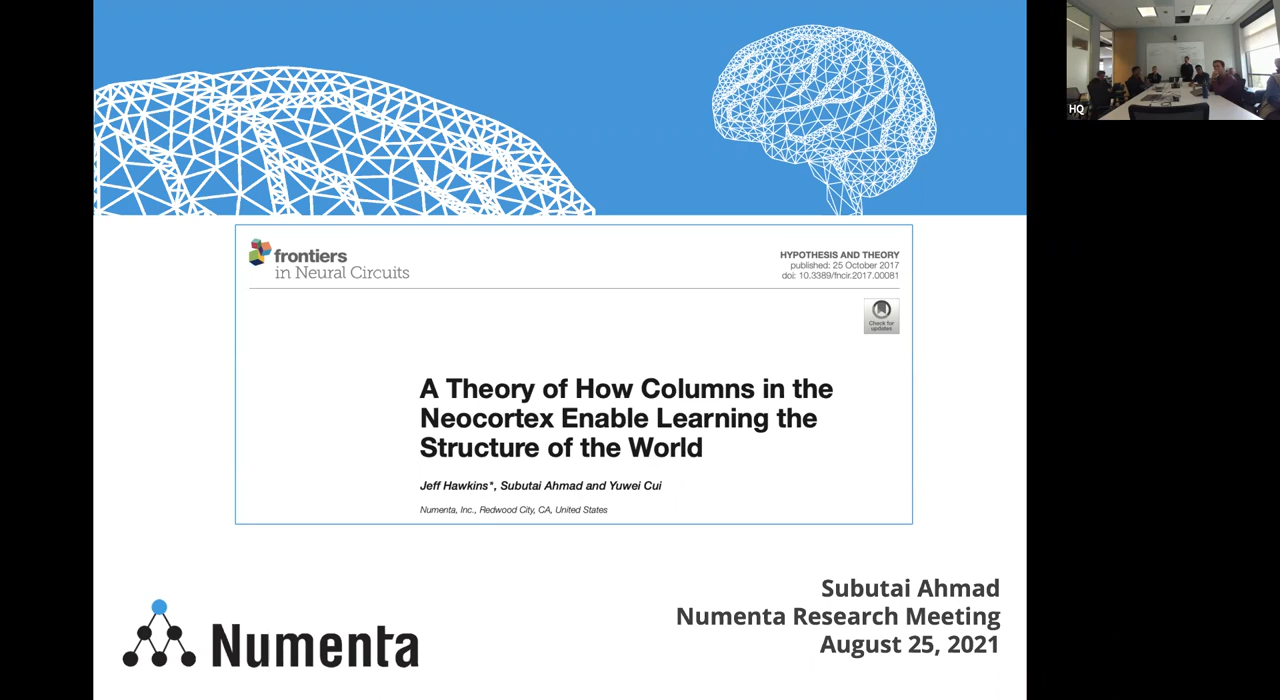 HQ
frontiers
in Neural Circuits
HYPOTHESIS AND THEORY
published: 25 October 2017
doi: 10.3389/fncir.2017.00081
Check for
updates
A Theory of How Columns in the
Neocortex Enable Learning the
Structure of the World
Jeff Hawkins*, Subutai Ahmad and Yuwei Cui
Numenta, Inc., Redwood City, CA, United States
Numenta
Subutai Ahmad
Numenta Research Meeting
August 25, 2021